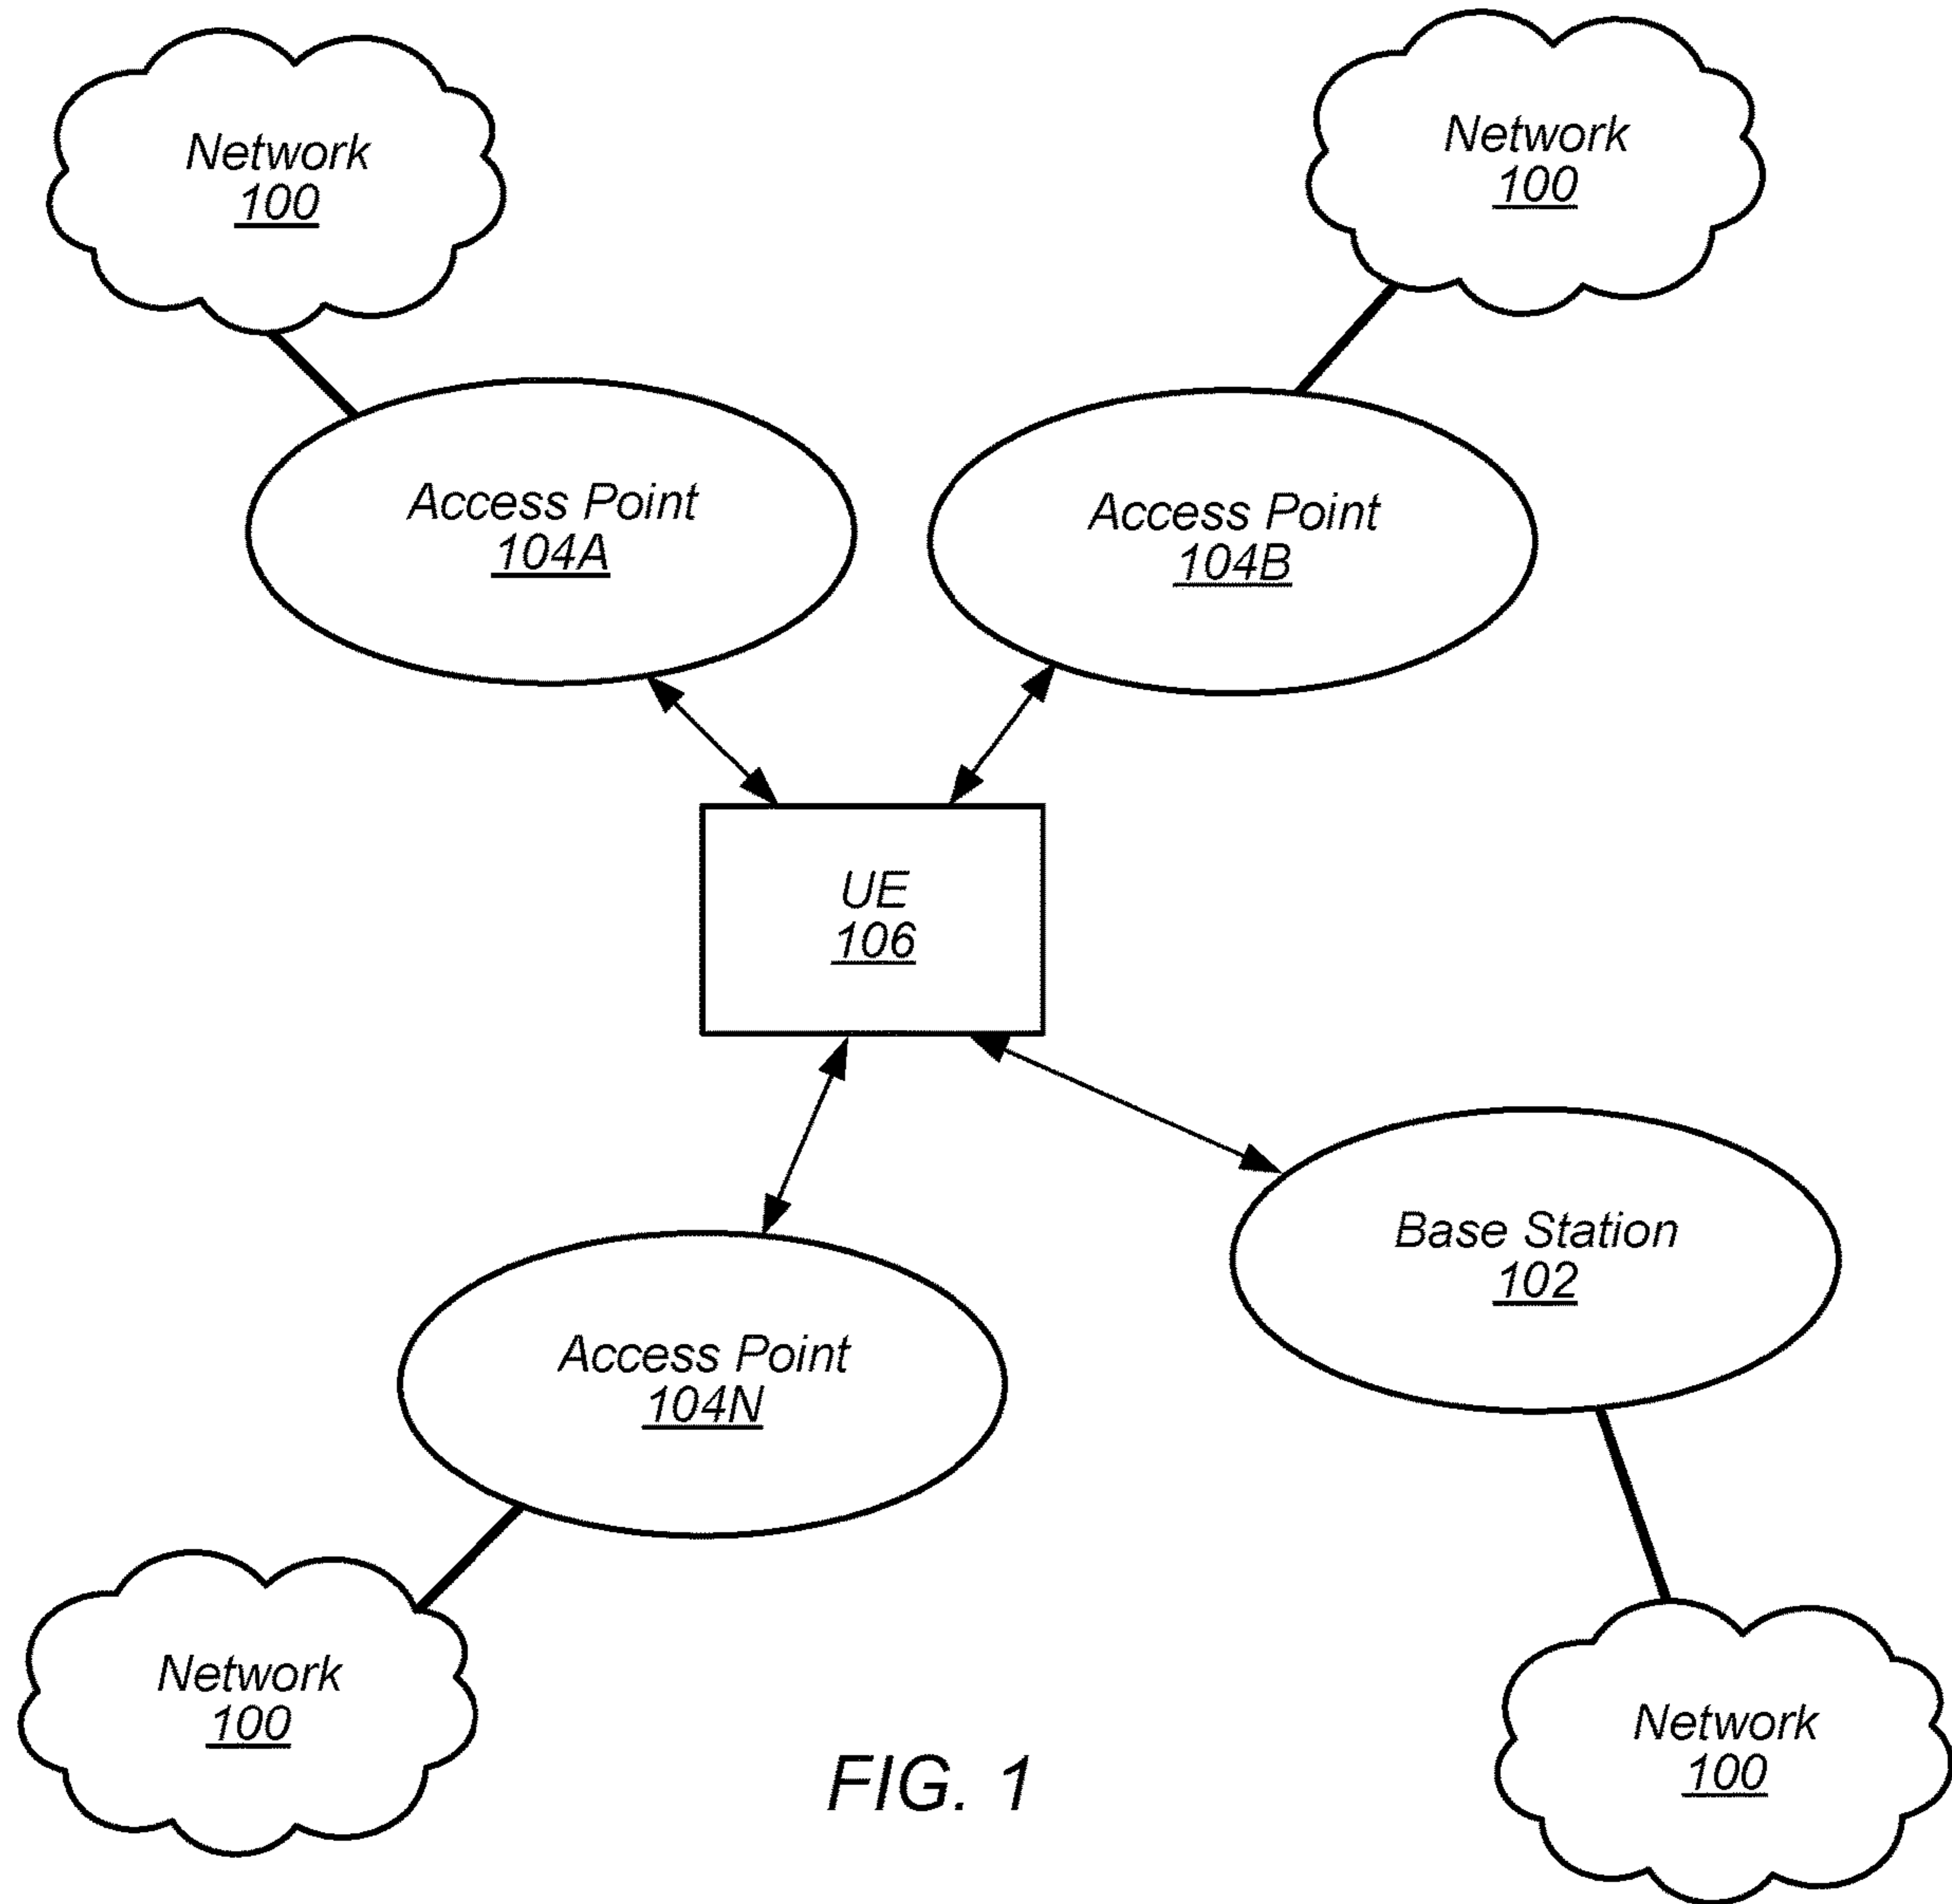 Network
100
Network
100
Access Point
104A
Access Point
104B
UE
106
Base Station
102
Access Point
104N
Network
100
Network
100
FIG. 1